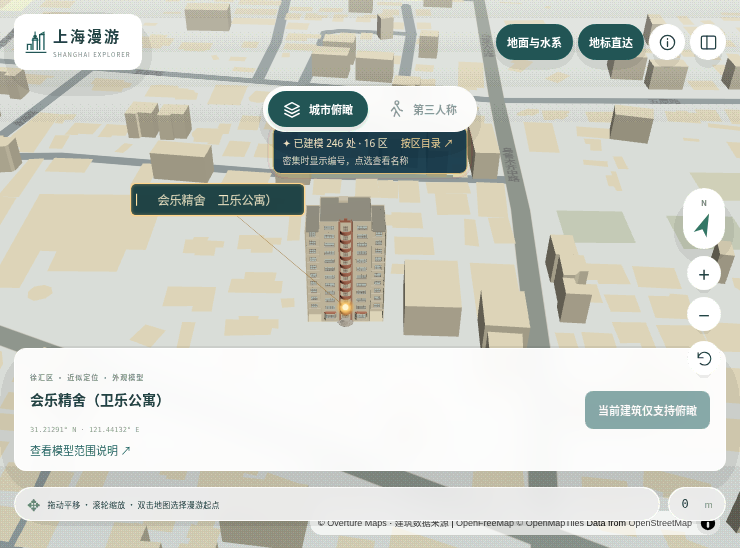 上海漫游
SHANGHAI EXPLORER
地面与水系
地标直达
城市俯瞰
第三人称
✦ 已建模 246 处 · 16 区 按区目录 ↗
密集时显示编号，点选查看名称
会乐精舍 卫乐公寓）
N
+
−
徐汇区 · 近似定位 · 外观模型
会乐精舍（卫乐公寓）
31.21291° N · 121.44132° E
查看模型范围说明 ↗
当前建筑仅支持俯瞰
拖动平移 · 滚轮缩放 · 双击地图选择漫游起点
0 m
© Overture Maps · 建筑数据来源 | OpenFreeMap © OpenMapTiles Data from OpenStreetMap